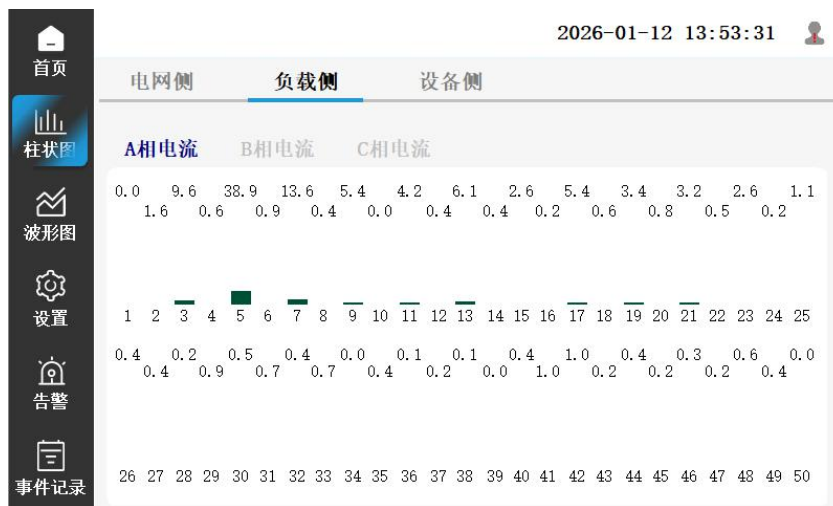 2026-01-12 13:53:31
首页
柱状图
波形图
设置
告警
事件记录
电网侧 负载侧 设备侧
A相电流 B相电流 C相电流
0.0 9.6 38.9 13.6 5.4 4.2 6.1 2.6 5.4 3.4 3.2 2.6 1.1
1.6 0.6 0.9 0.4 0.0 0.4 0.4 0.2 0.6 0.8 0.5 0.2
1 2 3 4 5 6 7 8 9 10 11 12 13 14 15 16 17 18 19 20 21 22 23 24 25
0.4 0.2 0.5 0.4 0.0 0.1 0.1 0.4 1.0 0.4 0.3 0.6 0.0
0.4 0.9 0.7 0.7 0.4 0.2 0.0 1.0 0.2 0.2 0.2 0.4
26 27 28 29 30 31 32 33 34 35 36 37 38 39 40 41 42 43 44 45 46 47 48 49 50